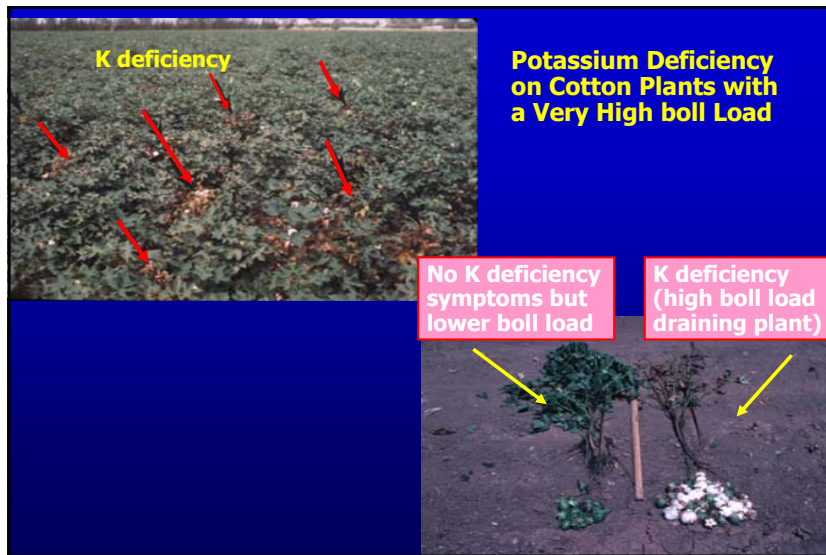 K deficiency
Potassium Deficiency
on Cotton Plants with
a Very High boll Load
No K deficiency
symptoms but
lower boll load
K deficiency
(high boll load
draining plant)